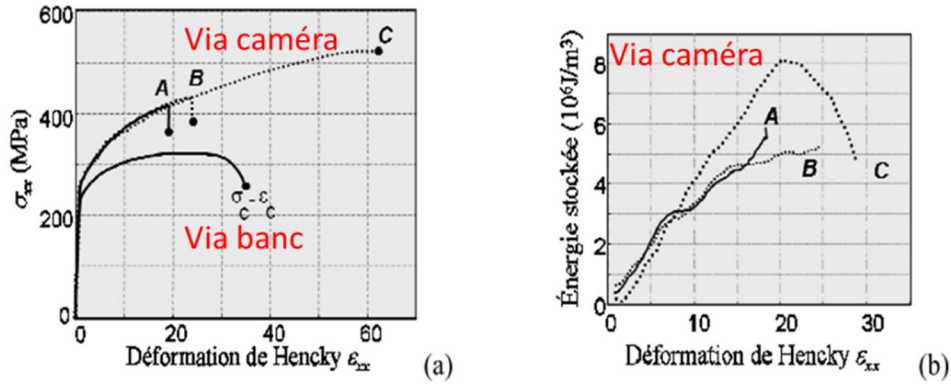 600
400
200
0
σxx (MPa)
Via caméra
A
B
C
σc-εc
Via banc
0 20 40 60
Déformation de Hencky εxx
(a)
Via caméra
8
6
4
2
0
Énergie stockée (10⁶J/m³)
A
B
C
0 10 20 30
Déformation de Hencky εxx
(b)